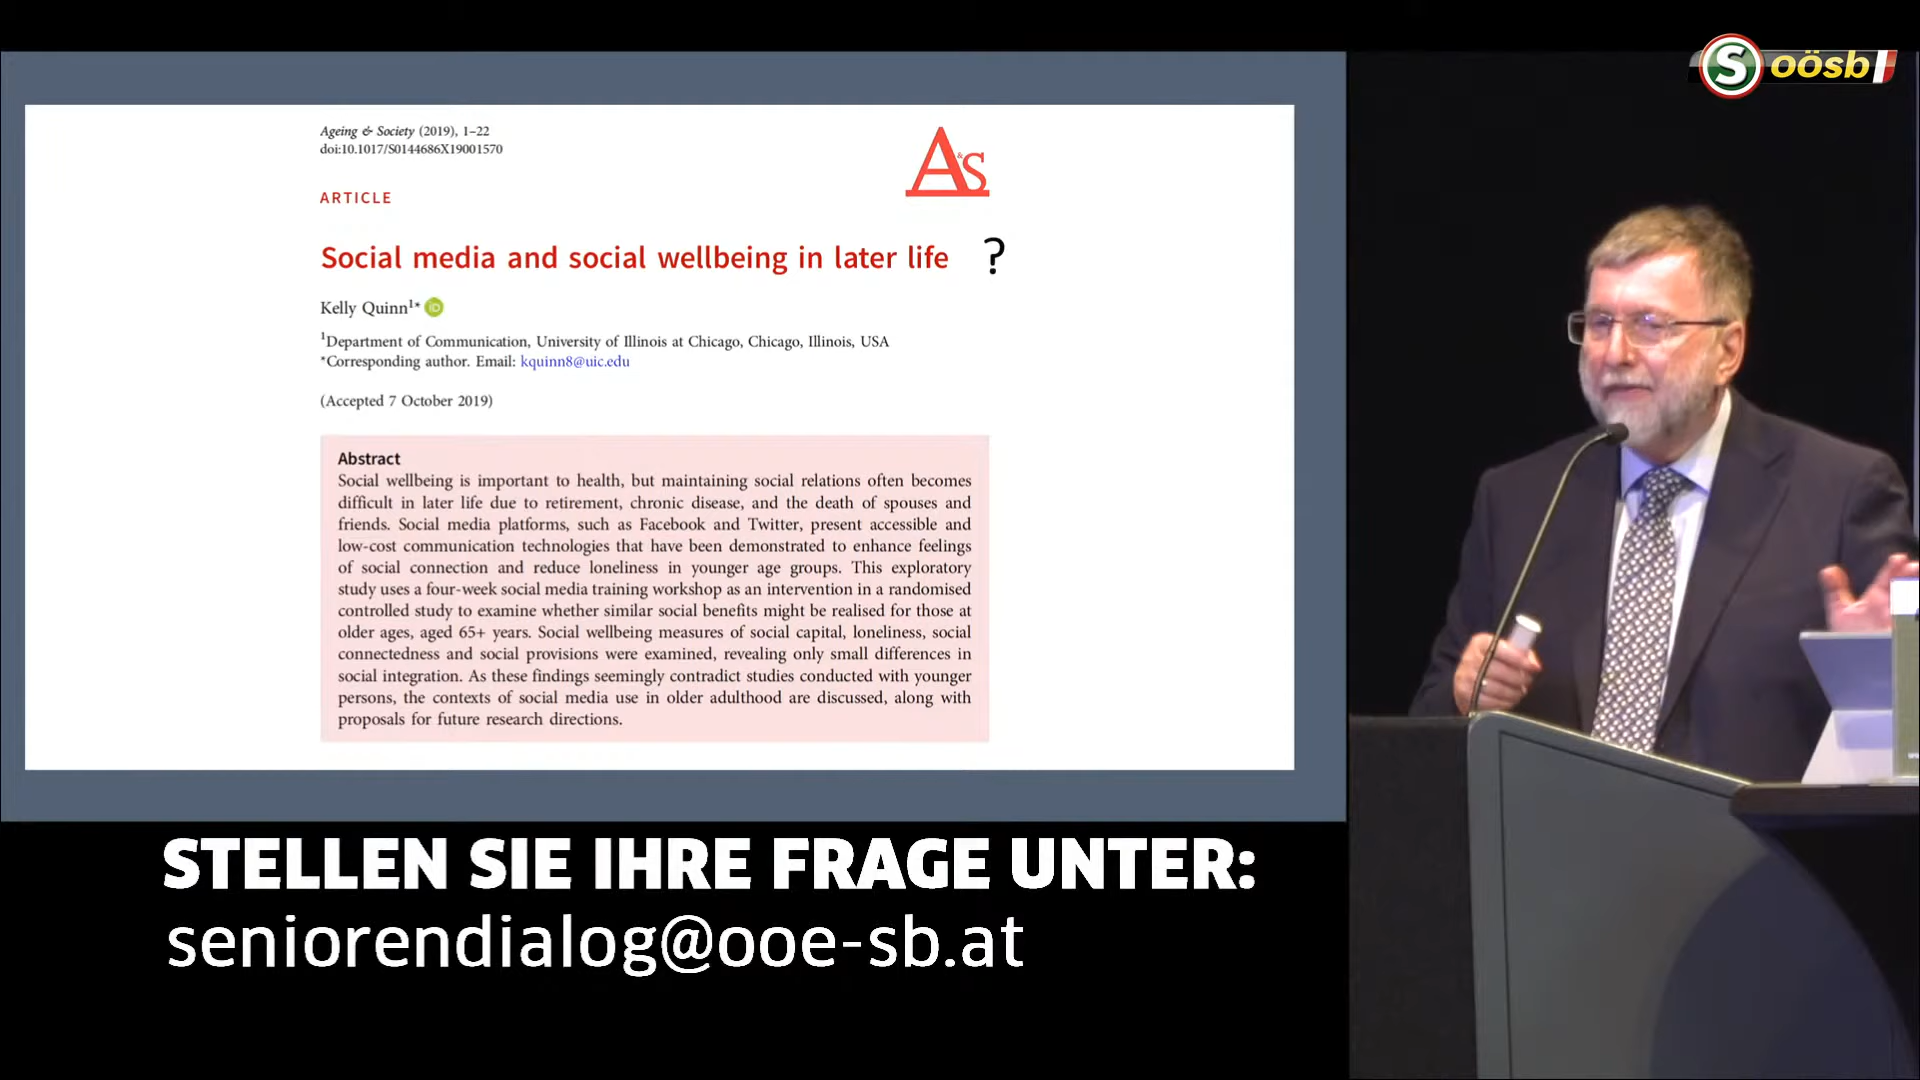 S oösb
Ageing & Society (2019), 1–22
doi:10.1017/S0144686X19001570
A&S
ARTICLE
Social media and social wellbeing in later life ?
Kelly Quinn1* iD
1Department of Communication, University of Illinois at Chicago, Chicago, Illinois, USA
*Corresponding author. Email: kquinn8@uic.edu
(Accepted 7 October 2019)
Abstract
Social wellbeing is important to health, but maintaining social relations often becomes
difficult in later life due to retirement, chronic disease, and the death of spouses and
friends. Social media platforms, such as Facebook and Twitter, present accessible and
low-cost communication technologies that have been demonstrated to enhance feelings
of social connection and reduce loneliness in younger age groups. This exploratory
study uses a four-week social media training workshop as an intervention in a randomised
controlled study to examine whether similar social benefits might be realised for those at
older ages, aged 65+ years. Social wellbeing measures of social capital, loneliness, social
connectedness and social provisions were examined, revealing only small differences in
social integration. As these findings seemingly contradict studies conducted with younger
persons, the contexts of social media use in older adulthood are discussed, along with
proposals for future research directions.
STELLEN SIE IHRE FRAGE UNTER:
seniorendialog@ooe-sb.at